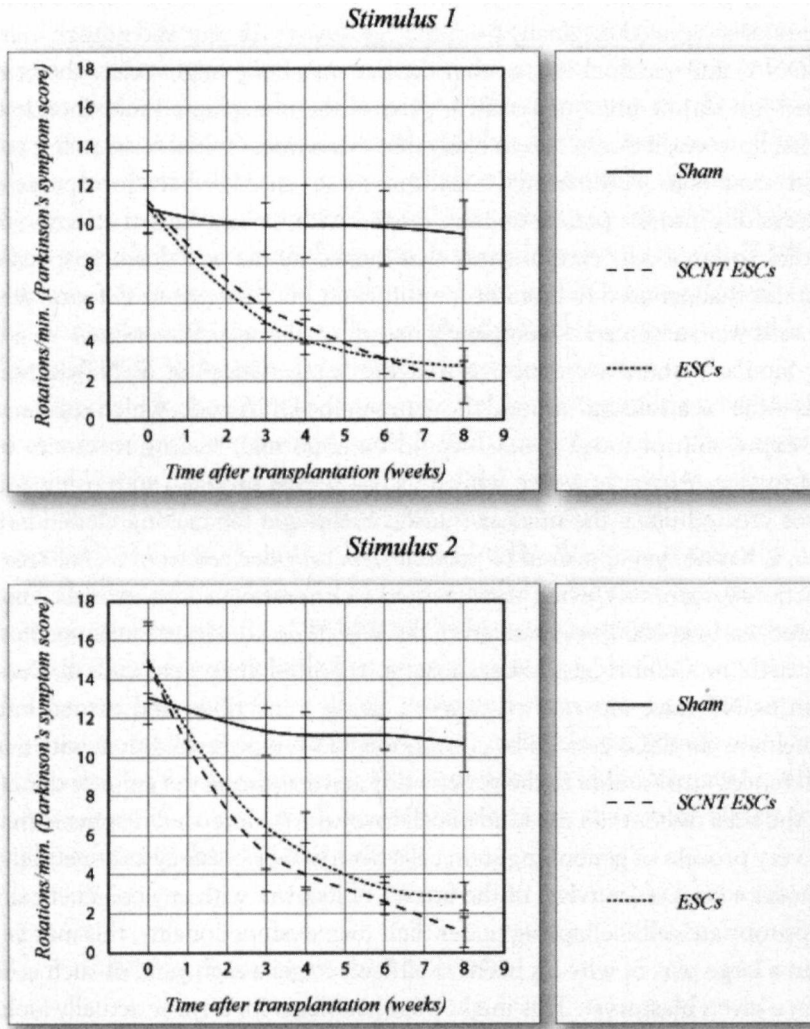 Stimulus 1
18
16
14
12
10
8
6
4
2
0
Rotations/min. (Parkinson's symptom score)
0 1 2 3 4 5 6 7 8 9
Time after transplantation (weeks)
Sham
SCNT ESCs
ESCs
Stimulus 2
18
16
14
12
10
8
6
4
2
0
Rotations/min. (Parkinson's symptom score)
0 1 2 3 4 5 6 7 8 9
Time after transplantation (weeks)
Sham
SCNT ESCs
ESCs